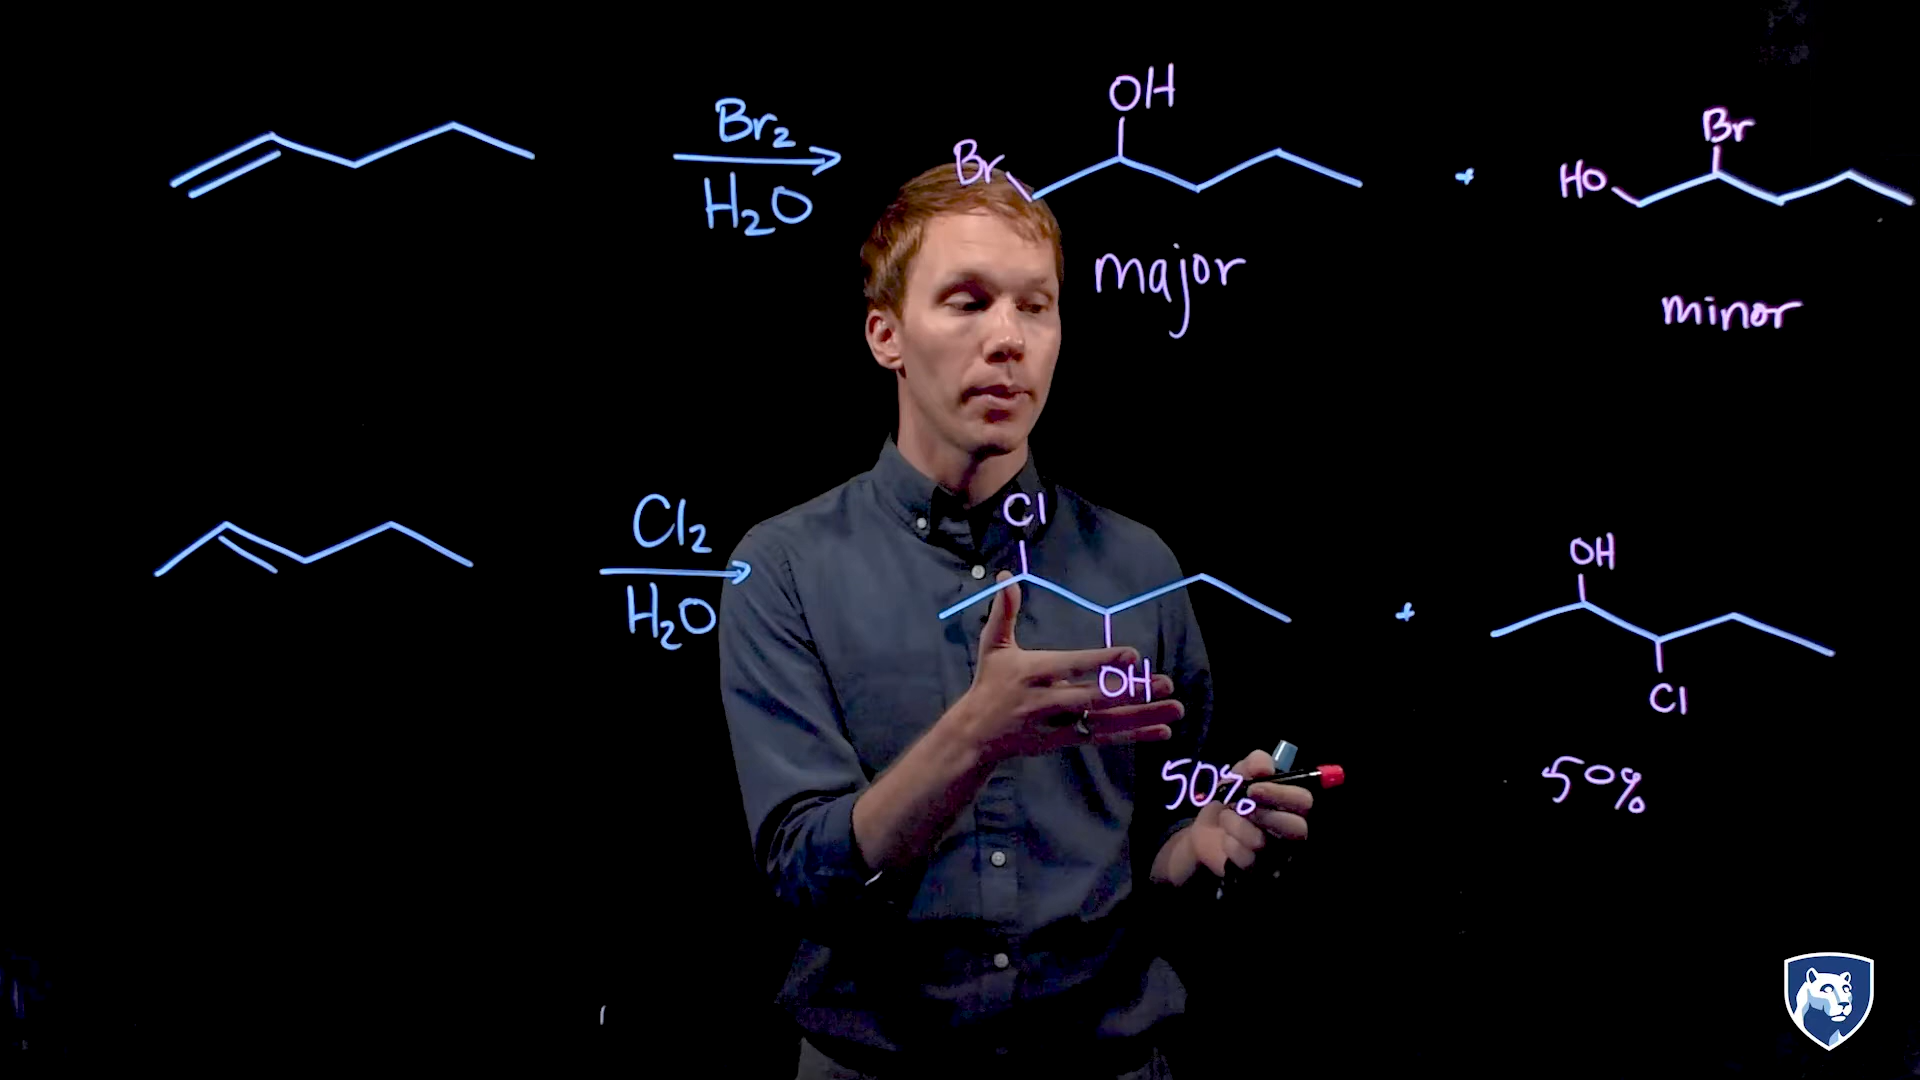 Br₂
H₂O
OH
Br
major
+
Br
HO
minor
Cl₂
H₂O
Cl
OH
50%
+
OH
Cl
50%